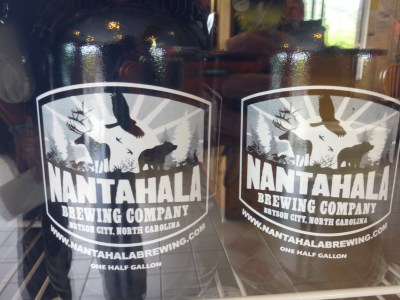 NANTAHALA
BREWING COMPANY
BRYSON CITY, NORTH CAROLINA
WWW.NANTAHALABREWING.COM
ONE HALF GALLON
NANTAHALA
BREWING COMPANY
BRYSON CITY, NORTH CAROLINA
WWW.NANTAHALABREWING.COM
ONE HALF GALLON